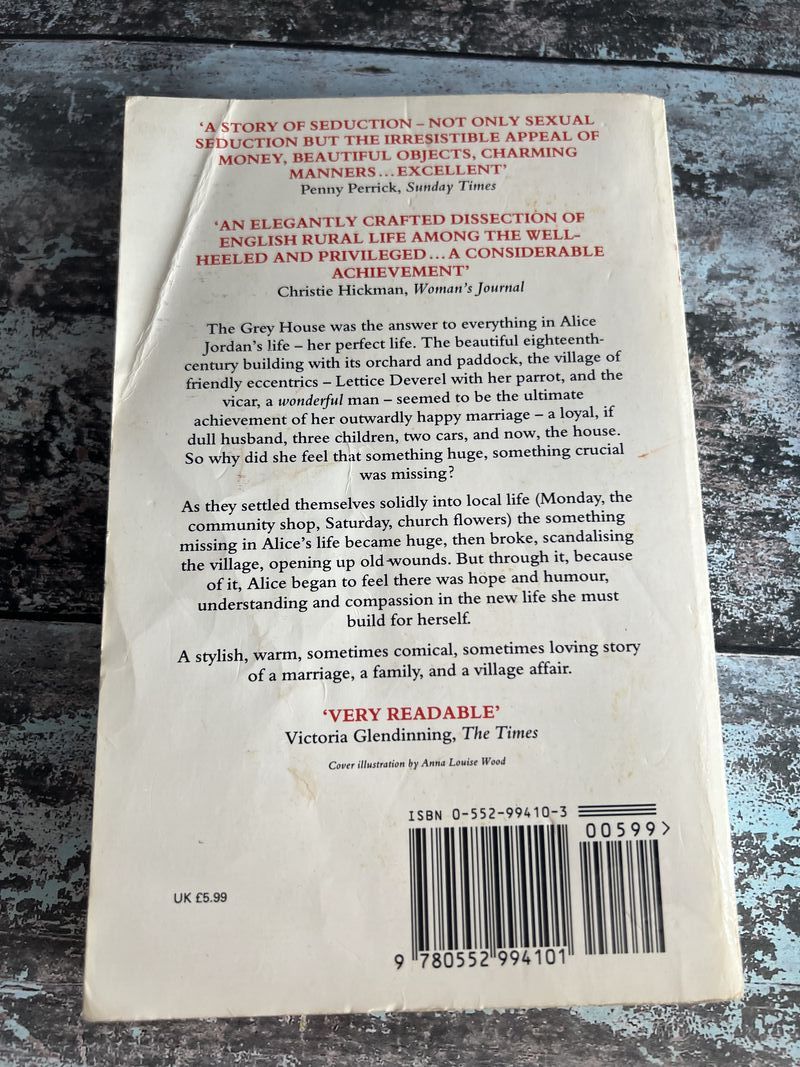 ‘A STORY OF SEDUCTION – NOT ONLY SEXUAL
SEDUCTION BUT THE IRRESISTIBLE APPEAL OF
MONEY, BEAUTIFUL OBJECTS, CHARMING
MANNERS...EXCELLENT’
Penny Perrick, Sunday Times
‘AN ELEGANTLY CRAFTED DISSECTION OF
ENGLISH RURAL LIFE AMONG THE WELL-
HEELED AND PRIVILEGED...A CONSIDERABLE
ACHIEVEMENT’
Christie Hickman, Woman's Journal
The Grey House was the answer to everything in Alice
Jordan's life – her perfect life. The beautiful eighteenth-
century building with its orchard and paddock, the village of
friendly eccentrics – Lettice Deverel with her parrot, and the
vicar, a wonderful man – seemed to be the ultimate
achievement of her outwardly happy marriage – a loyal, if
dull husband, three children, two cars, and now, the house.
So why did she feel that something huge, something crucial
was missing?
As they settled themselves solidly into local life (Monday, the
community shop, Saturday, church flowers) the something
missing in Alice's life became huge, then broke, scandalising
the village, opening up old wounds. But through it, because
of it, Alice began to feel there was hope and humour,
understanding and compassion in the new life she must
build for herself.
A stylish, warm, sometimes comical, sometimes loving story
of a marriage, a family, and a village affair.
‘VERY READABLE’
Victoria Glendinning, The Times
Cover illustration by Anna Louise Wood
ISBN 0-552-99410-3
00599>
UK £5.99
9 780552 994101